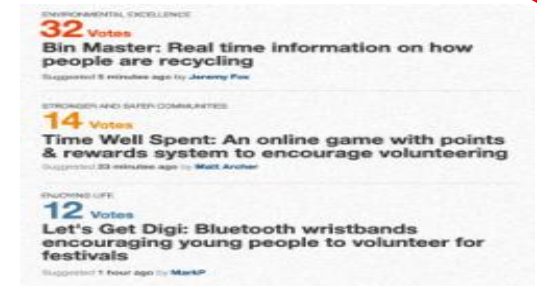 ENVIRONMENTAL EXCELLENCE
32 Votes
Bin Master: Real time information on how
people are recycling
Suggested 5 minutes ago by Jeremy Fox
STRONGER AND SAFER COMMUNITIES
14 Votes
Time Well Spent: An online game with points
& rewards system to encourage volunteering
Suggested 23 minutes ago by Matt Archer
ENJOYING LIFE
12 Votes
Let's Get Digi: Bluetooth wristbands
encouraging young people to volunteer for
festivals
Suggested 1 hour ago by MarkP